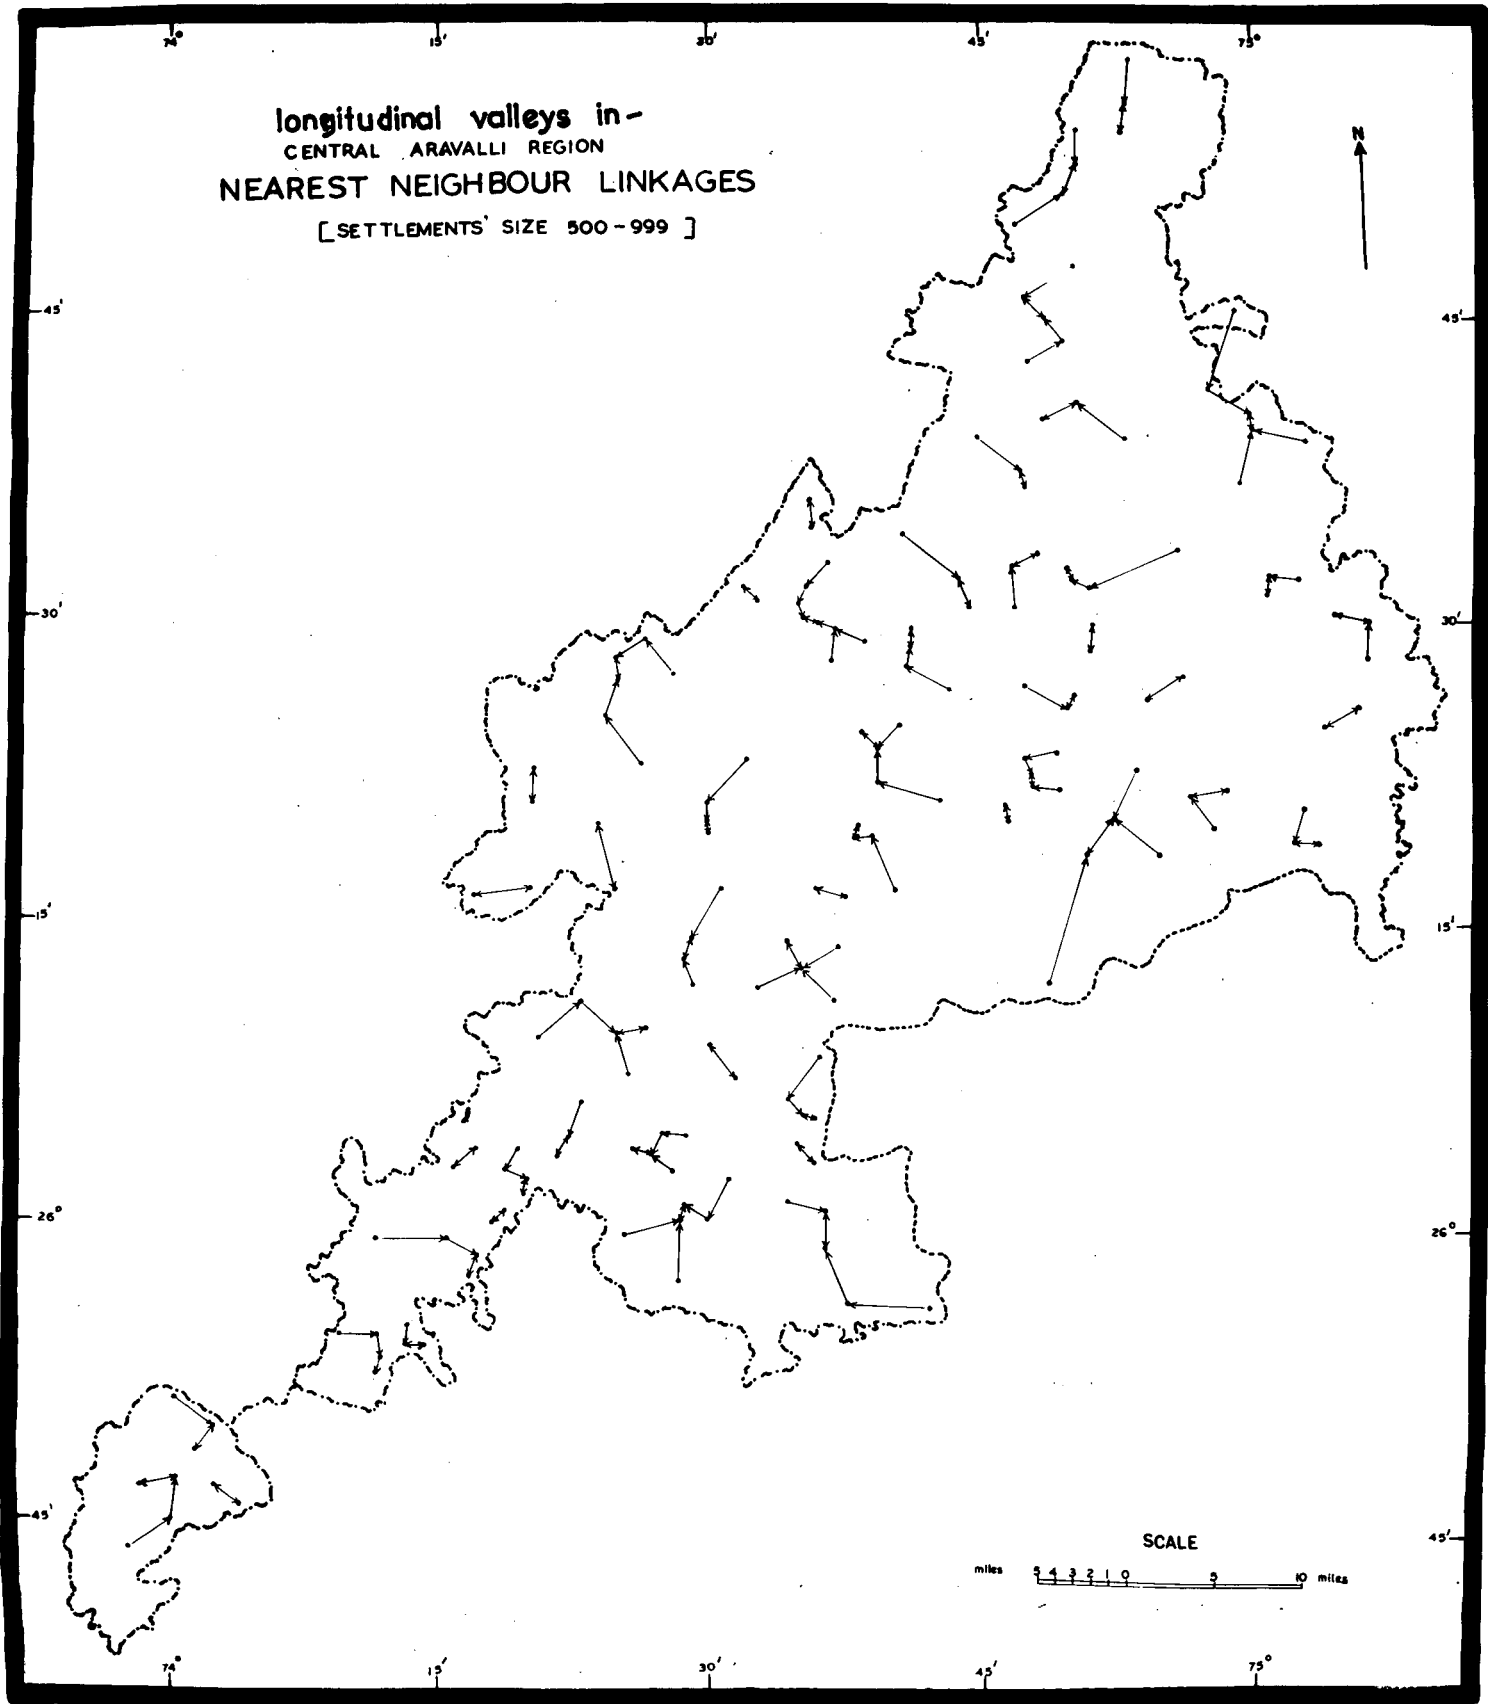 74° 15' 30' 45' 75°
longitudinal valleys in-
CENTRAL ARAVALLI REGION
NEAREST NEIGHBOUR LINKAGES
[SETTLEMENTS' SIZE 500-999]
N
45' 45'
30' 30'
15' 15'
26° 26°
45' 45'
SCALE
miles 5 4 3 2 1 0 5 10 miles
74° 15' 30' 45' 75°